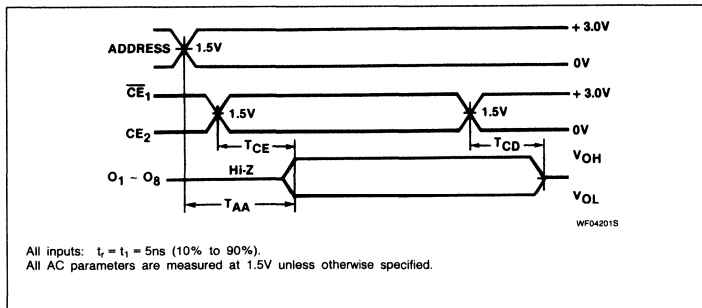 + 3.0V
ADDRESS 1.5V
0V
CE1 + 3.0V
1.5V 1.5V
CE2 0V
TCE TCD
VOH
Hi-Z
O1 ~ O8
VOL
TAA
WF04201S
All inputs: tr = t1 = 5ns (10% to 90%).
All AC parameters are measured at 1.5V unless otherwise specified.